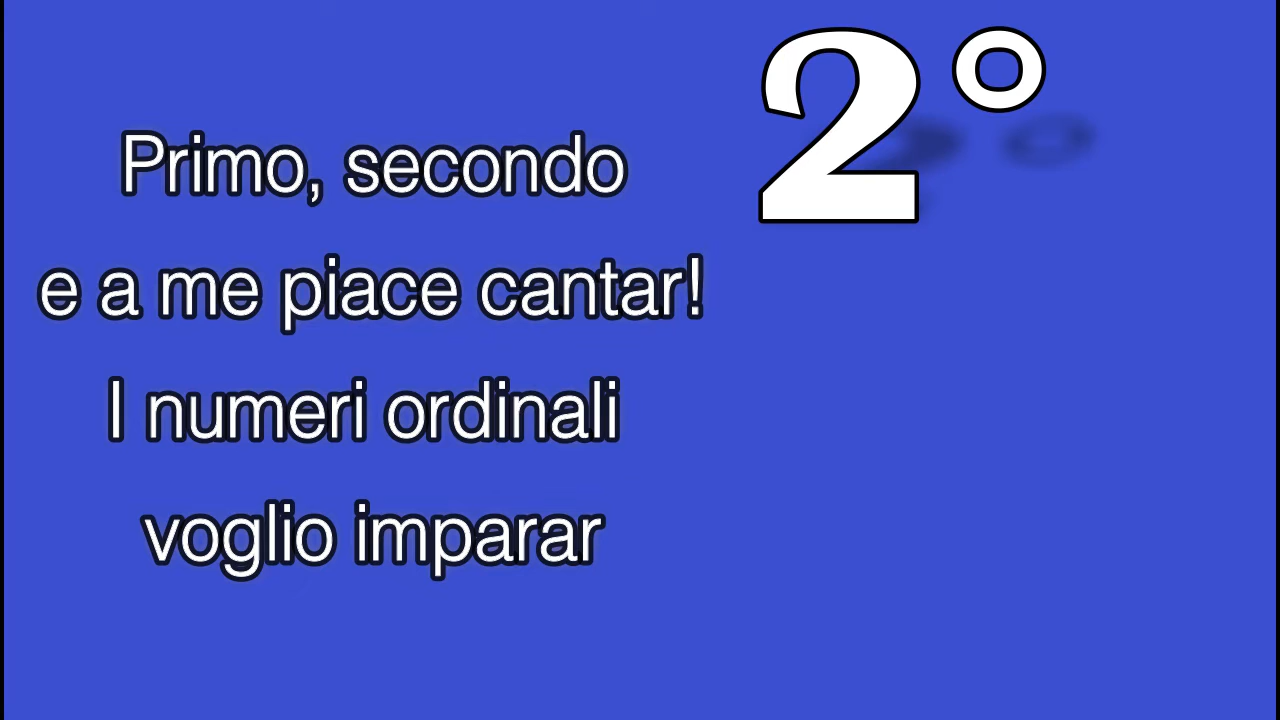 2°
Primo, secondo
e a me piace cantar!
I numeri ordinali
voglio imparar